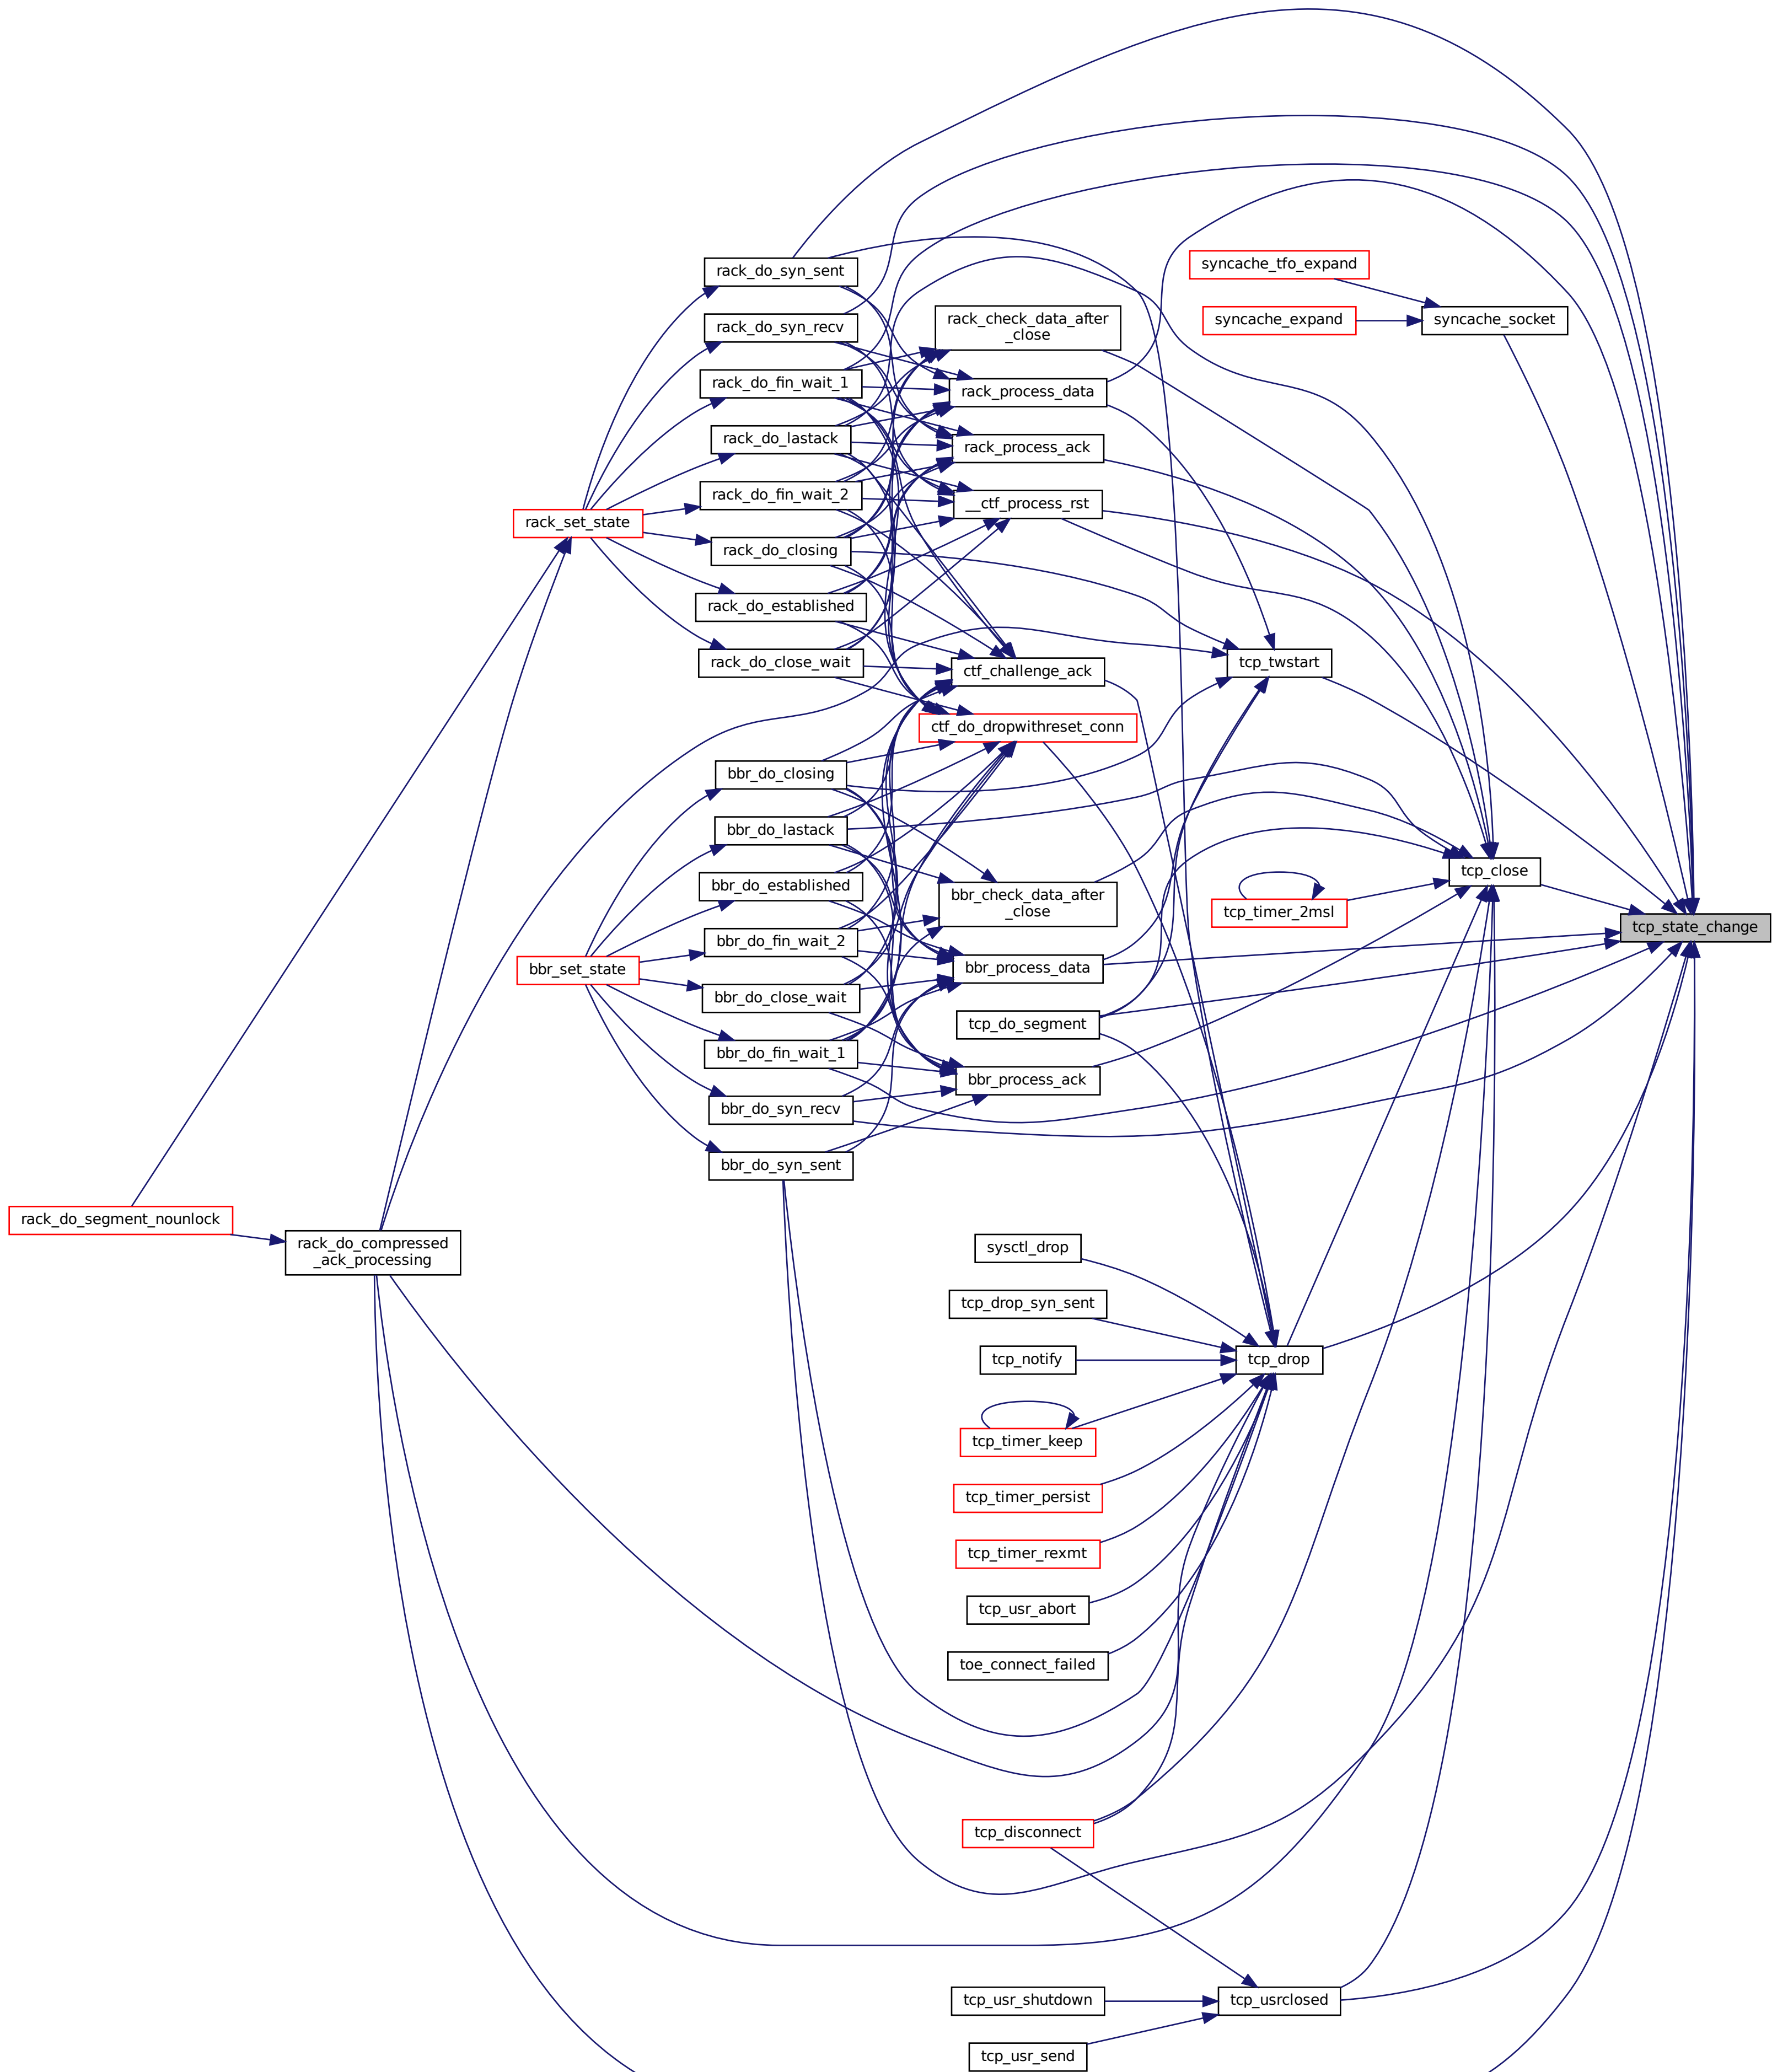 rack_do_syn_sent
syncache_tfo_expand
rack_do_syn_recv
rack_check_data_after
_close
syncache_expand
syncache_socket
rack_do_fin_wait_1
rack_process_data
rack_do_lastack
rack_process_ack
rack_do_fin_wait_2
__ctf_process_rst
rack_set_state
rack_do_closing
rack_do_established
rack_do_close_wait
ctf_challenge_ack
tcp_twstart
ctf_do_dropwithreset_conn
bbr_do_closing
bbr_do_lastack
bbr_do_established
bbr_check_data_after
_close
tcp_close
tcp_timer_2msl
tcp_state_change
bbr_do_fin_wait_2
bbr_set_state
bbr_process_data
bbr_do_close_wait
tcp_do_segment
bbr_do_fin_wait_1
bbr_process_ack
bbr_do_syn_recv
bbr_do_syn_sent
rack_do_segment_nounlock
rack_do_compressed
_ack_processing
sysctl_drop
tcp_drop_syn_sent
tcp_notify
tcp_drop
tcp_timer_keep
tcp_timer_persist
tcp_timer_rexmt
tcp_usr_abort
toe_connect_failed
tcp_disconnect
tcp_usr_shutdown
tcp_usrclosed
tcp_usr_send